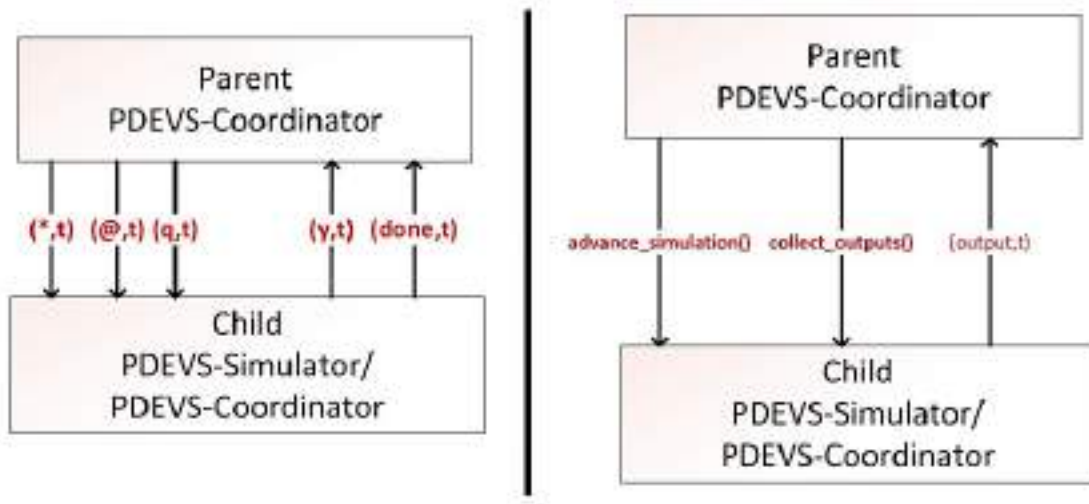 Parent
PDEVS-Coordinator
(*,t) (@,t) (q,t) (y,t) (done,t)
Child
PDEVS-Simulator/
PDEVS-Coordinator
Parent
PDEVS-Coordinator
advance_simulation() collect_outputs() (output,t)
Child
PDEVS-Simulator/
PDEVS-Coordinator